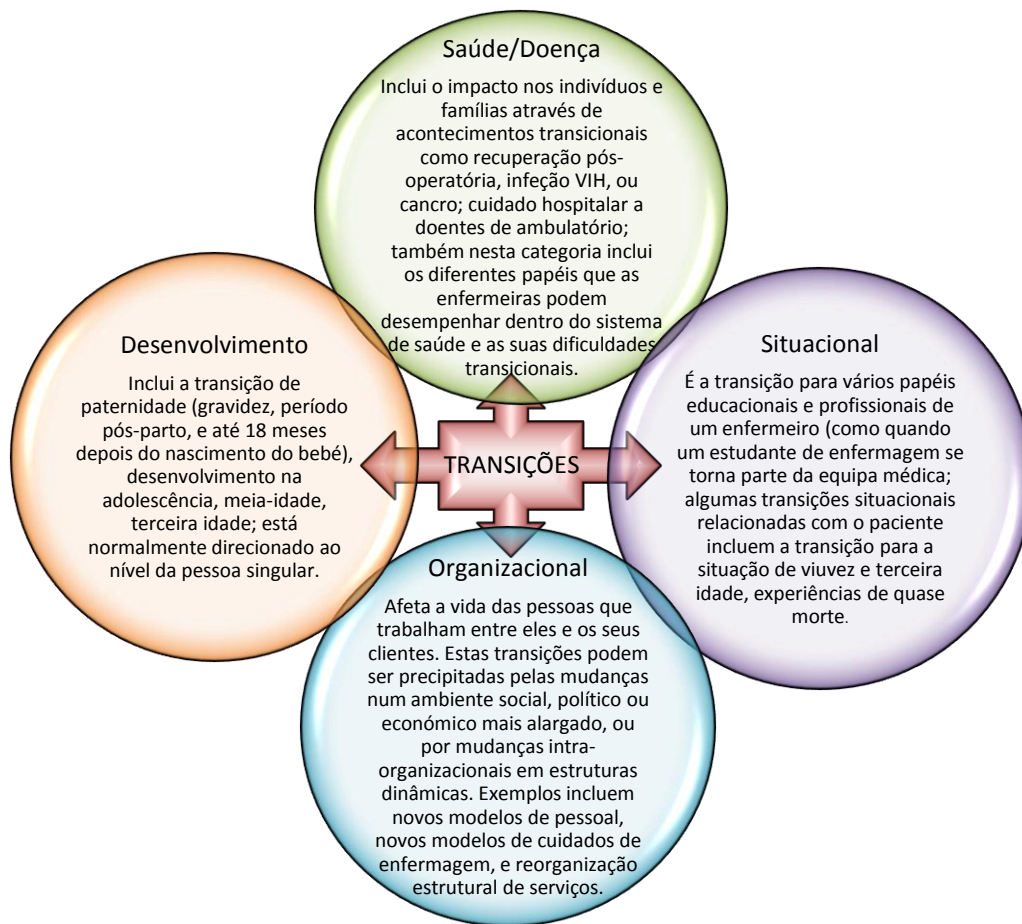 Saúde/Doença
Inclui o impacto nos indivíduos e
famílias através de
acontecimentos transicionais
como recuperação pós-
operatória, infeção VIH, ou
cancro; cuidado hospitalar a
doentes de ambulatório;
também nesta categoria inclui
os diferentes papéis que as
enfermeiras podem
desempenhar dentro do sistema
de saúde e as suas dificuldades
transicionais.
Desenvolvimento
Inclui a transição de
paternidade (gravidez, período
pós-parto, e até 18 meses
depois do nascimento do bebé),
desenvolvimento na
adolescência, meia-idade,
terceira idade; está
normalmente direcionado ao
nível da pessoa singular.
TRANSIÇÕES
Situacional
É a transição para vários papéis
educacionais e profissionais de
um enfermeiro (como quando
um estudante de enfermagem se
torna parte da equipa médica;
algumas transições situacionais
relacionadas com o paciente
incluem a transição para a
situação de viuvez e terceira
idade, experiências de quase
morte.
Organizacional
Afeta a vida das pessoas que
trabalham entre eles e os seus
clientes. Estas transições podem
ser precipitadas pelas mudanças
num ambiente social, político ou
económico mais alargado, ou
por mudanças intra-
organizacionais em estruturas
dinâmicas. Exemplos incluem
novos modelos de pessoal,
novos modelos de cuidados de
enfermagem, e reorganização
estrutural de serviços.